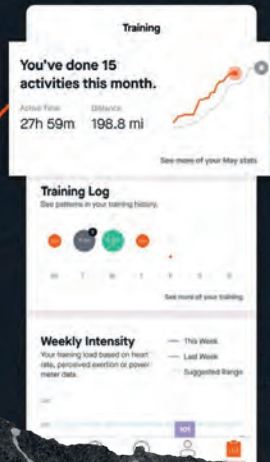 Training
You've done 15
activities this month.
Active Time Distance
27h 59m 198.8 mi
See more of your May stats
Training Log
See patterns in your training history.
M T W T F S S
See more of your training
Weekly Intensity
Your training load based on heart
rate, perceived exertion or power
meter data.
This Week
Last Week
Suggested Range
101